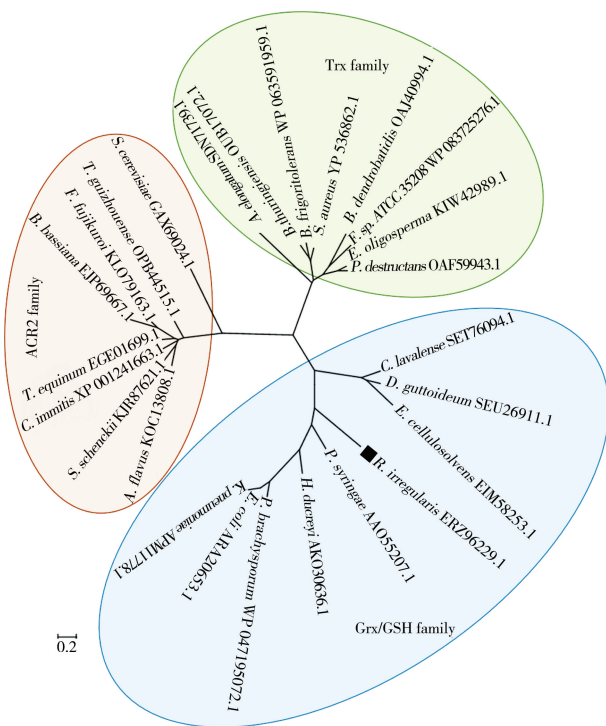 Trx family
A. elongatum SDN71739.1
B.thuringiensis OUB17072.1
B. frigoritolerans WP 063591959.1
S. aureus YP 536862.1
B. dendrobatidis OAJ40994.1
F. sp. ATCC 35208 WP 083725276.1
E. oligosperma KIW42989.1
P. destructans OAF59943.1
ACR2 family
S. cerevisiae GAX69024.1
T. guizhouense OPB44515.1
F. fujikuroi KLO79163.1
B. bassiana EJP69667.1
T. equinum EGE01699.1
C. immitis XP 001241663.1
S. schenckii KJR87621.1
A. flavus KOC13808.1
C. lavalense SET76094.1
D. guttoideum SEU26911.1
E. cellulosolvens EIM58253.1
R. irregularis ERZ96229.1
P. syringae AAO55207.1
H. ducreyi AKO30636.1
P. brachysporum WP 047195072.1
E. coli ARA20653.1
K. pneumoniae APM11778.1
Grx/GSH family
0.2